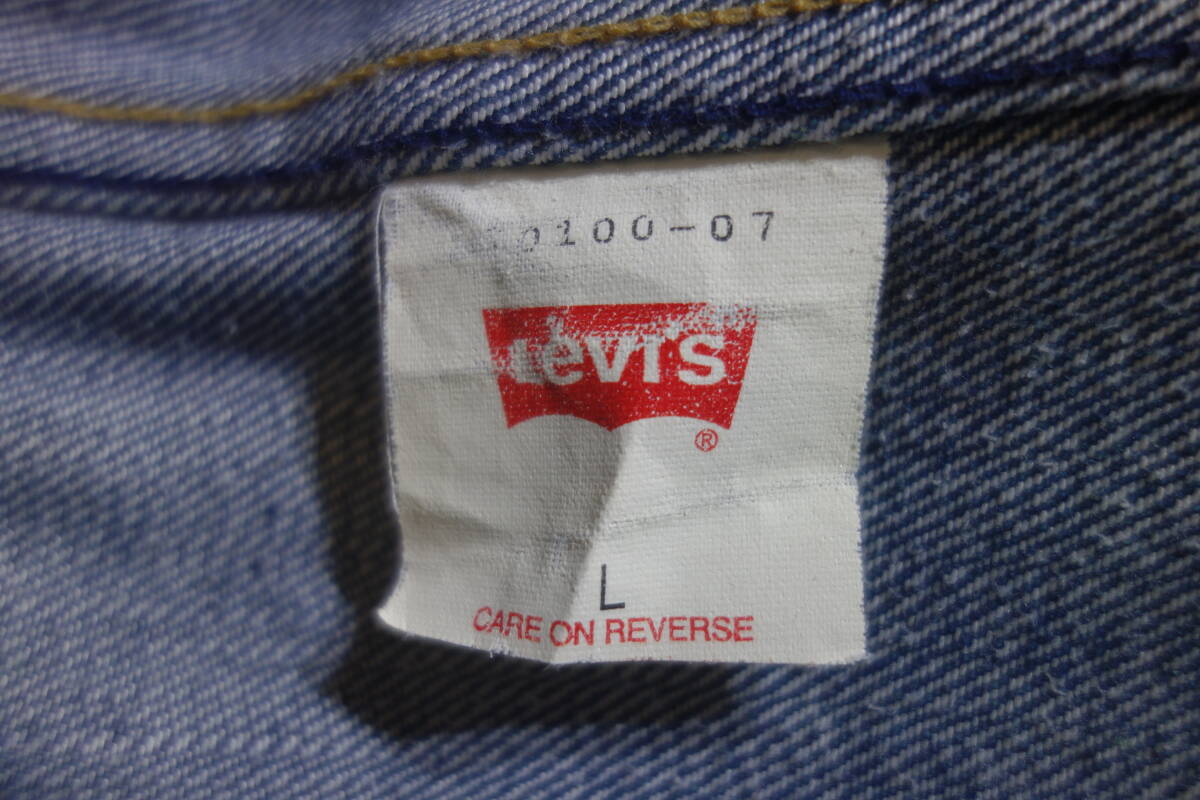 0100-07
Levi's
®
L
CARE ON REVERSE